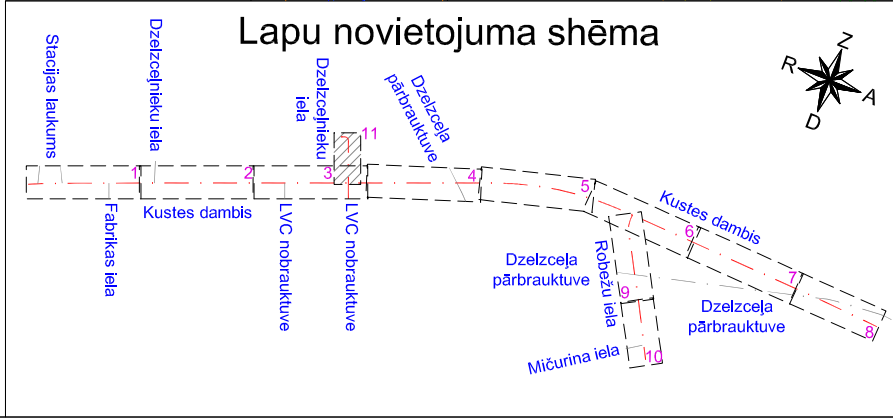 Lapu novietojuma shēma
Stacijas laukums
Dzelzceļnieku iela
Dzelzceļnieku
iela
Dzelzceļa
pārbrauktuve
Z
R
A
D
11
1
2
3
4
5
Fabrikas iela
Kustes dambis
LVC nobrauktuve
LVC nobrauktuve
Kustes dambis
6
7
8
Dzelzceļa
pārbrauktuve
Robežu iela
9
Dzelzceļa
pārbrauktuve
Mičurina iela
10